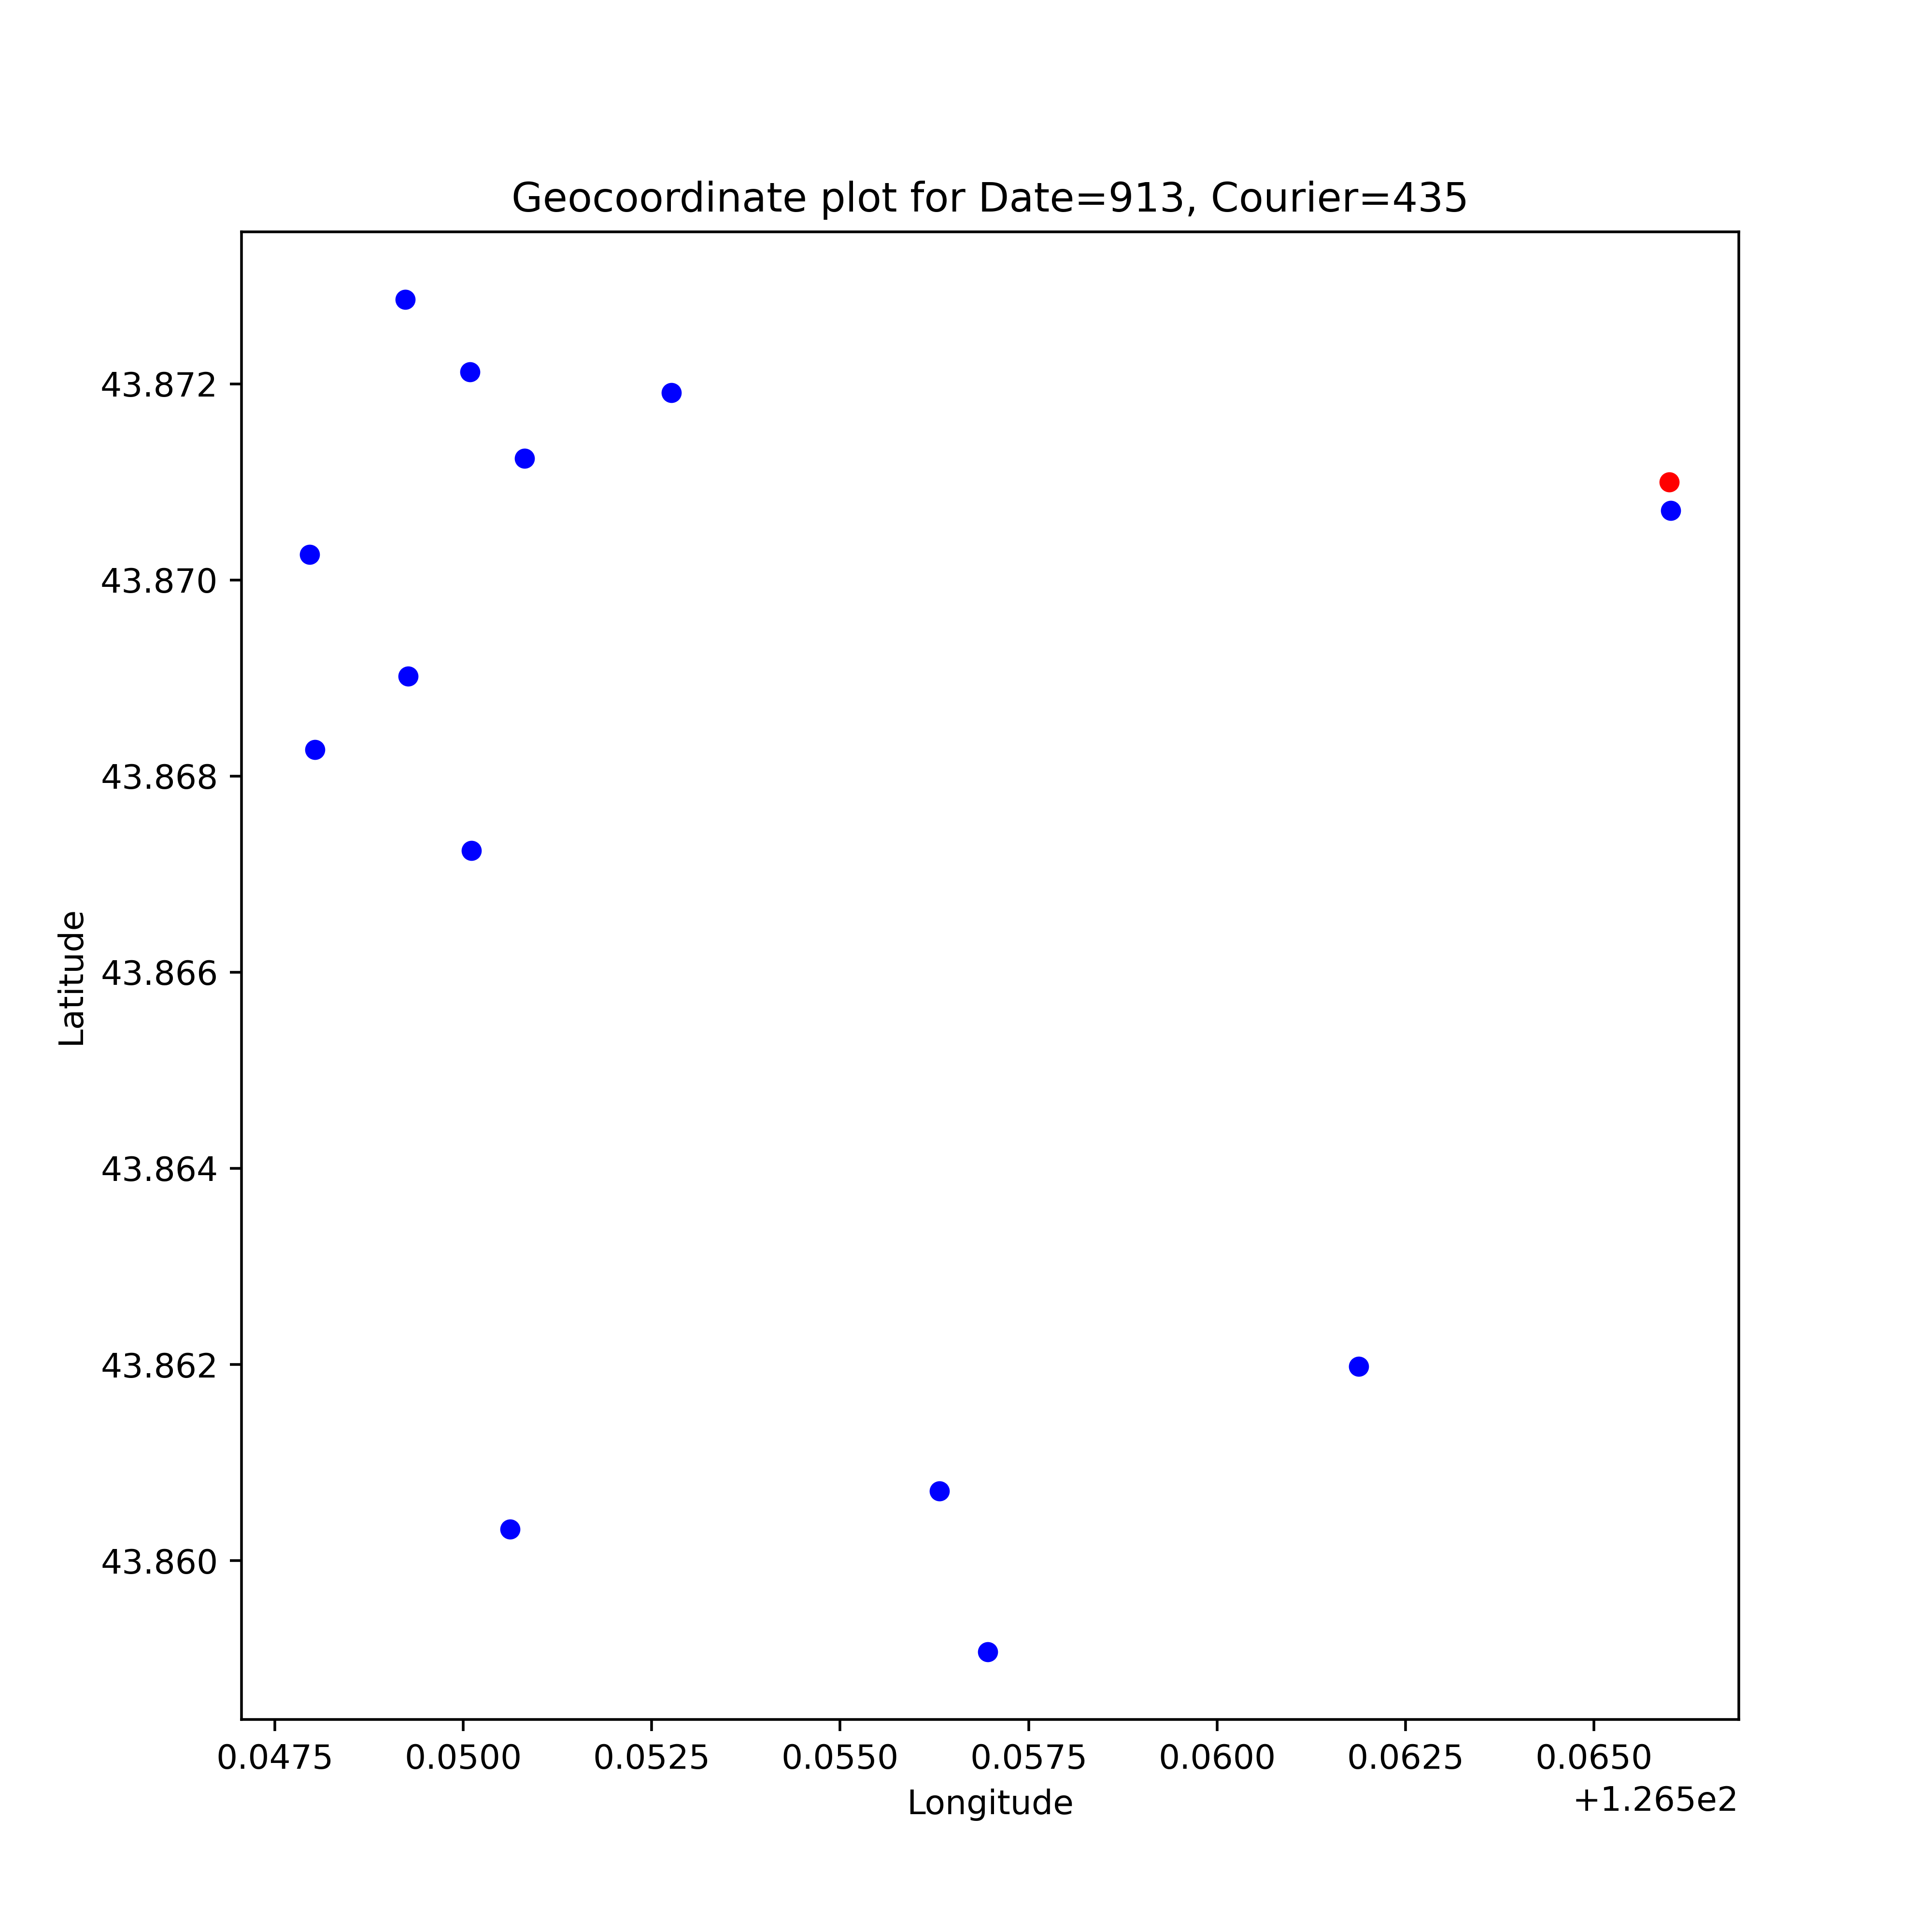 Geocoordinate plot for Date=913, Courier=435
43.872
43.870
43.868
43.866
43.864
43.862
43.860
Latitude
0.0475 0.0500 0.0525 0.0550 0.0575 0.0600 0.0625 0.0650
+1.265e2
Longitude